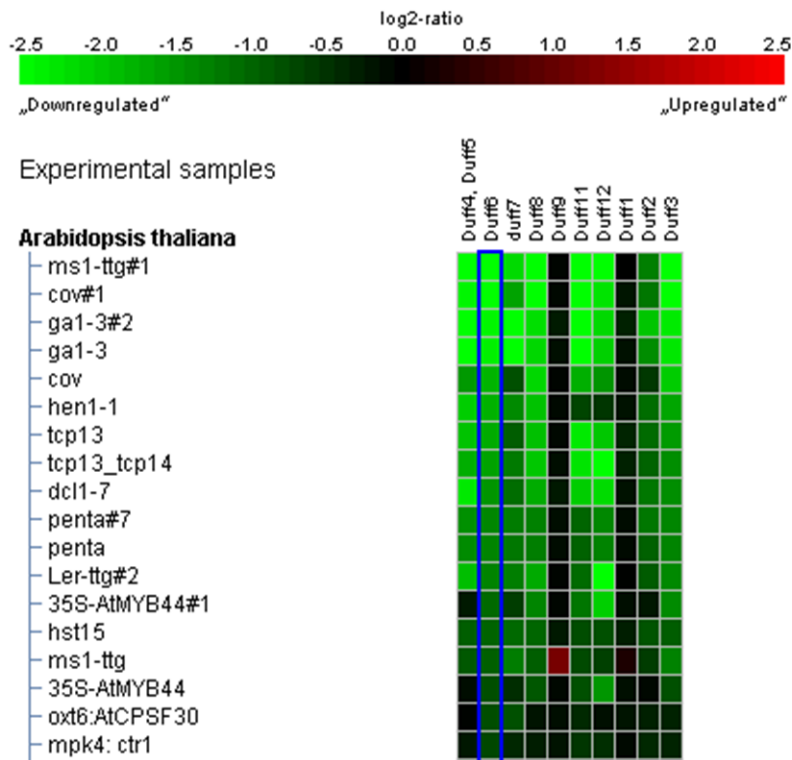 log2-ratio
-2.5 -2.0 -1.5 -1.0 -0.5 0.0 0.5 1.0 1.5 2.0 2.5
„Downregulated“ „Upregulated“
Experimental samples
Duff4, Duff5
Duff6
duff7
Duff8
Duff9
Duff11
Duff12
Duff1
Duff2
Duff3
Arabidopsis thaliana
ms1-ttg#1
cov#1
ga1-3#2
ga1-3
cov
hen1-1
tcp13
tcp13_tcp14
dcl1-7
penta#7
penta
Ler-ttg#2
35S-AtMYB44#1
hst15
ms1-ttg
35S-AtMYB44
oxt6:AtCPSF30
mpk4: ctr1